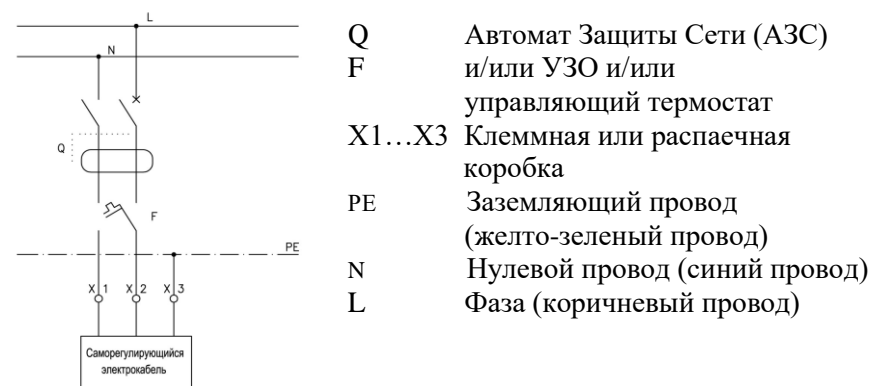 L
N
Q
F
PE
X 1 X 2 X 3
Саморегулирующийся
электрокабель
Q Автомат Защиты Сети (АЗС)
F и/или УЗО и/или
управляющий термостат
X1...X3 Клеммная или распаечная
коробка
PE Заземляющий провод
(желто-зеленый провод)
N Нулевой провод (синий провод)
L Фаза (коричневый провод)